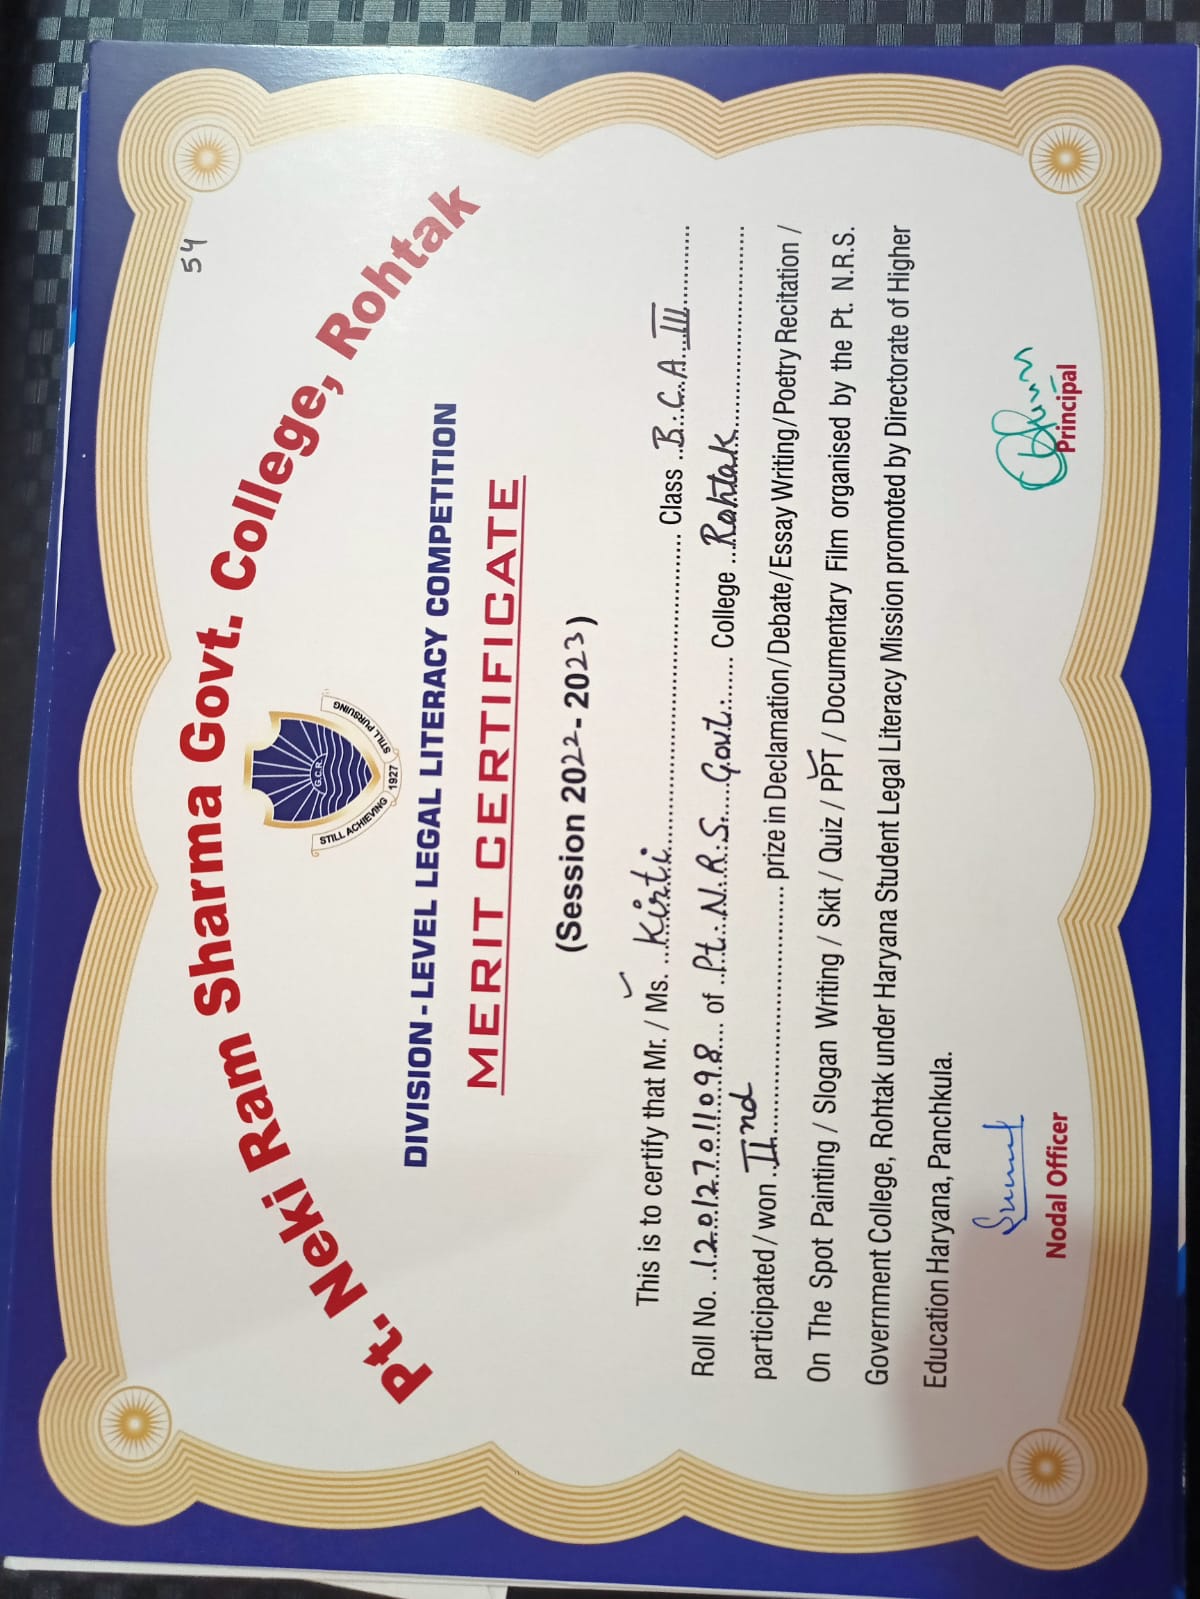 54
Pt. Neki Ram Sharma Govt. College, Rohtak
G.C.R.
STILL ACHIEVING 1927 STILL PURSUING
DIVISION - LEVEL LEGAL LITERACY COMPETITION
MERIT CERTIFICATE
(Session 2022 - 2023)
This is to certify that Mr. / Ms. Kirti Class B.C.A III
Roll No. 120127011098 of Pt. N.R.S. Govt. College Rohtak
participated / won IInd prize in Declamation / Debate / Essay Writing / Poetry Recitation /
On The Spot Painting / Slogan Writing / Skit / Quiz / PPT / Documentary Film organised by the Pt. N.R.S.
Government College, Rohtak under Haryana Student Legal Literacy Mission promoted by Directorate of Higher
Education Haryana, Panchkula.
Nodal Officer
Principal